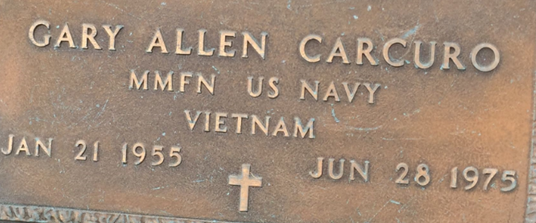 GARY ALLEN CARCURO
MMFN US NAVY
VIETNAM
JAN 21 1955 JUN 28 1975